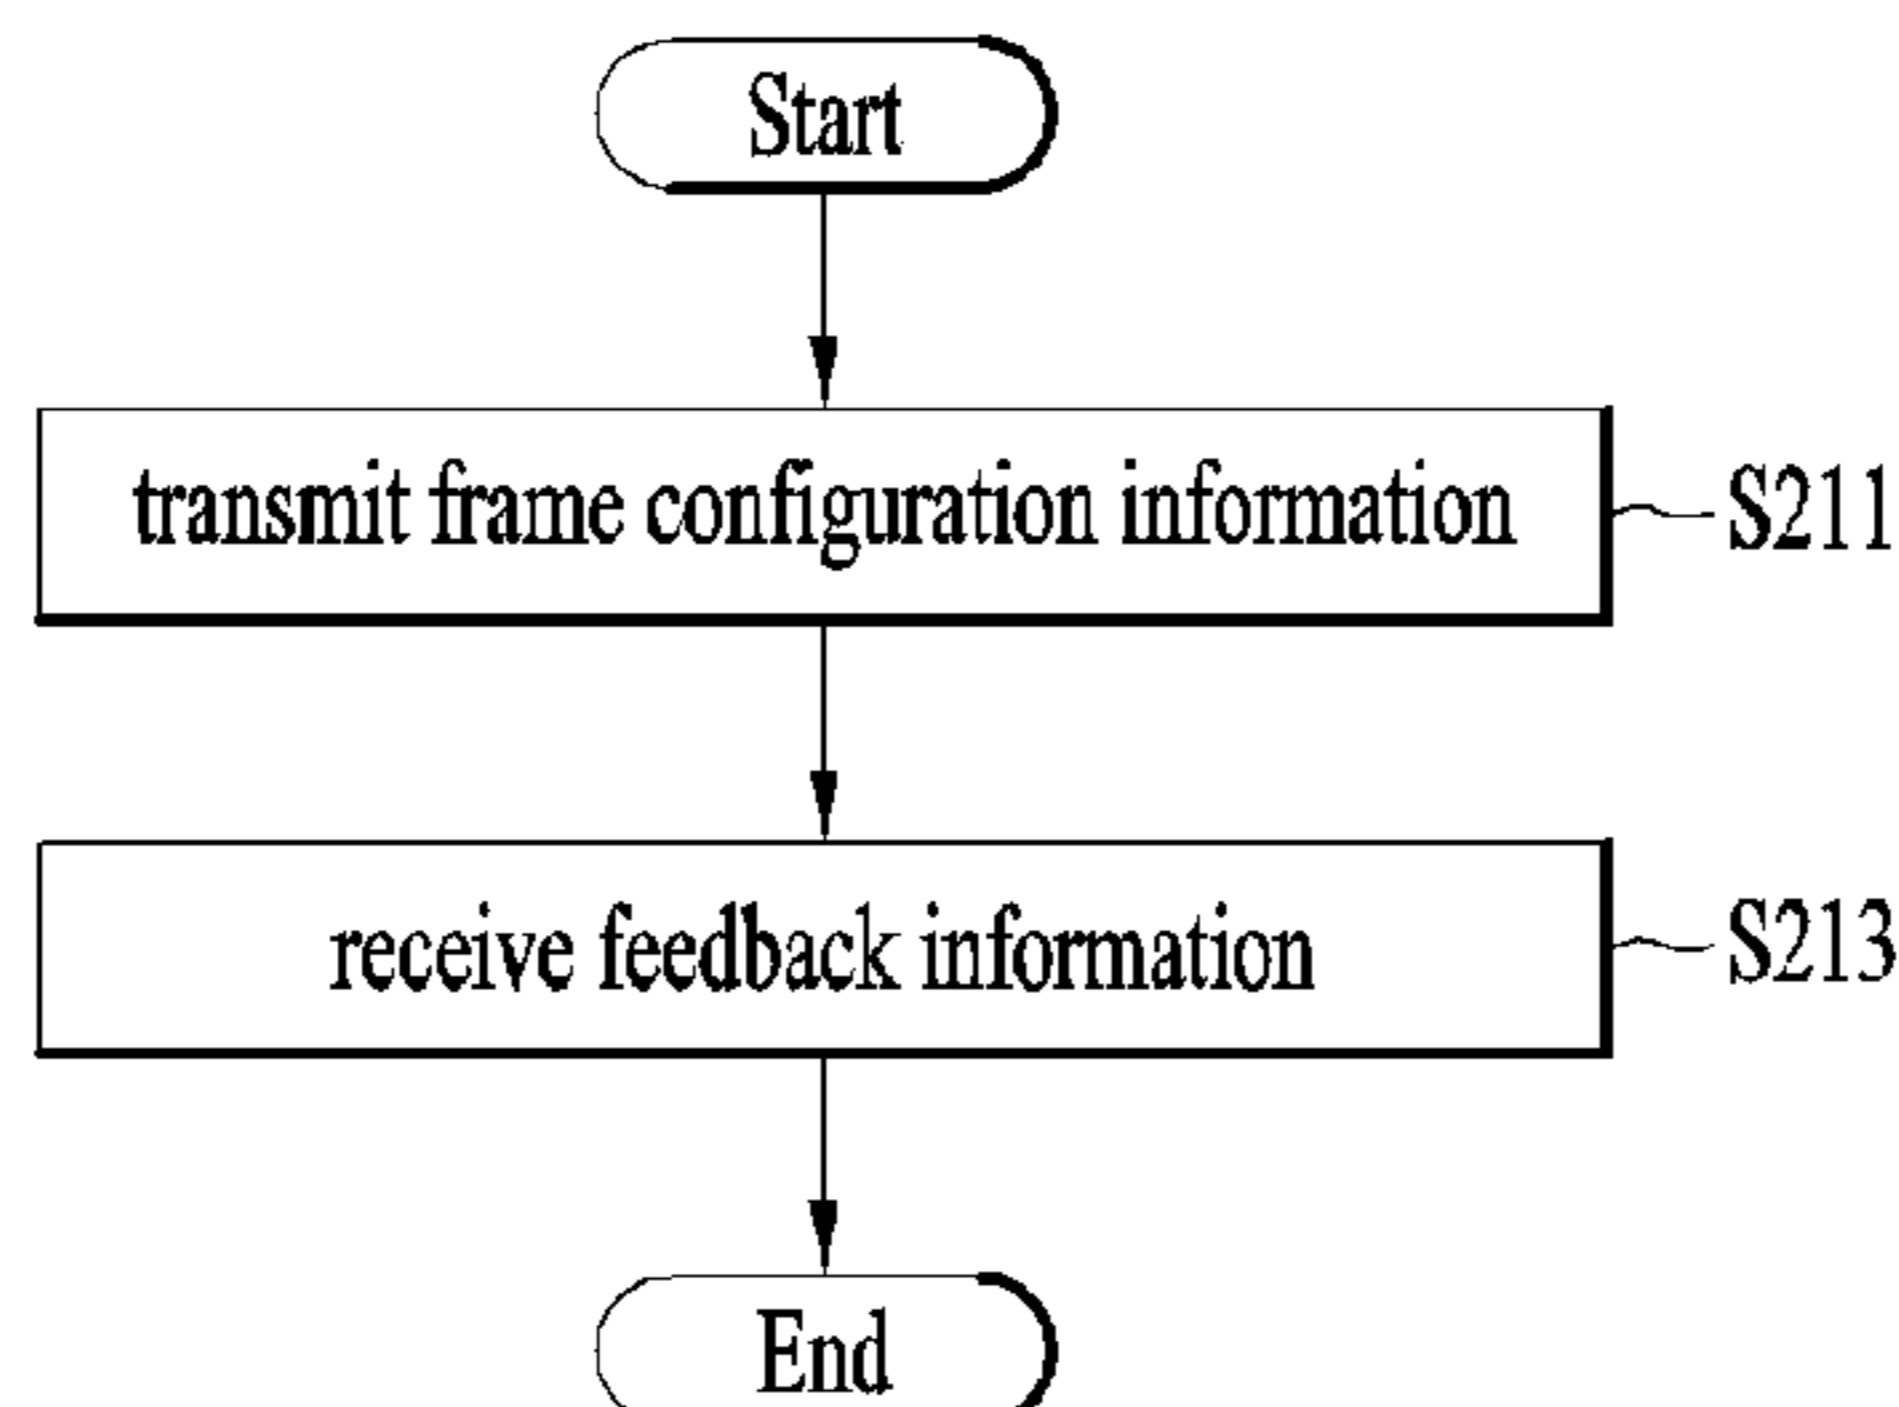 Start
transmit frame configuration information
S211
receive feedback information
S213
End